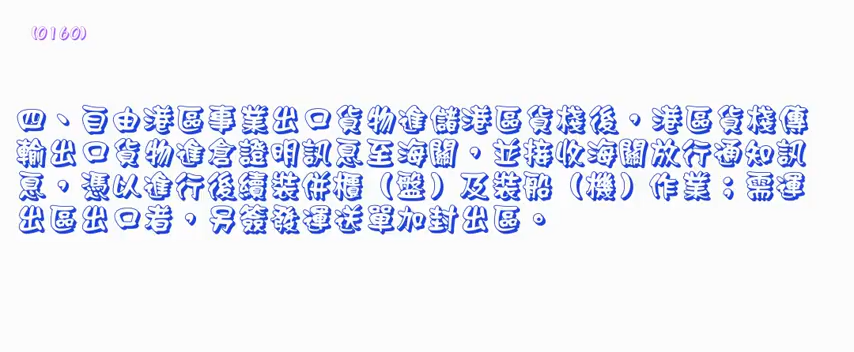 (0160)
四、自由港區事業出口貨物進儲港區貨棧後，港區貨棧傳
輸出口貨物進倉證明訊息至海關，並接收海關放行通知訊
息，憑以進行後續裝併櫃（盤）及裝船（機）作業；需運
出區出口者，另簽發運送單加封出區。